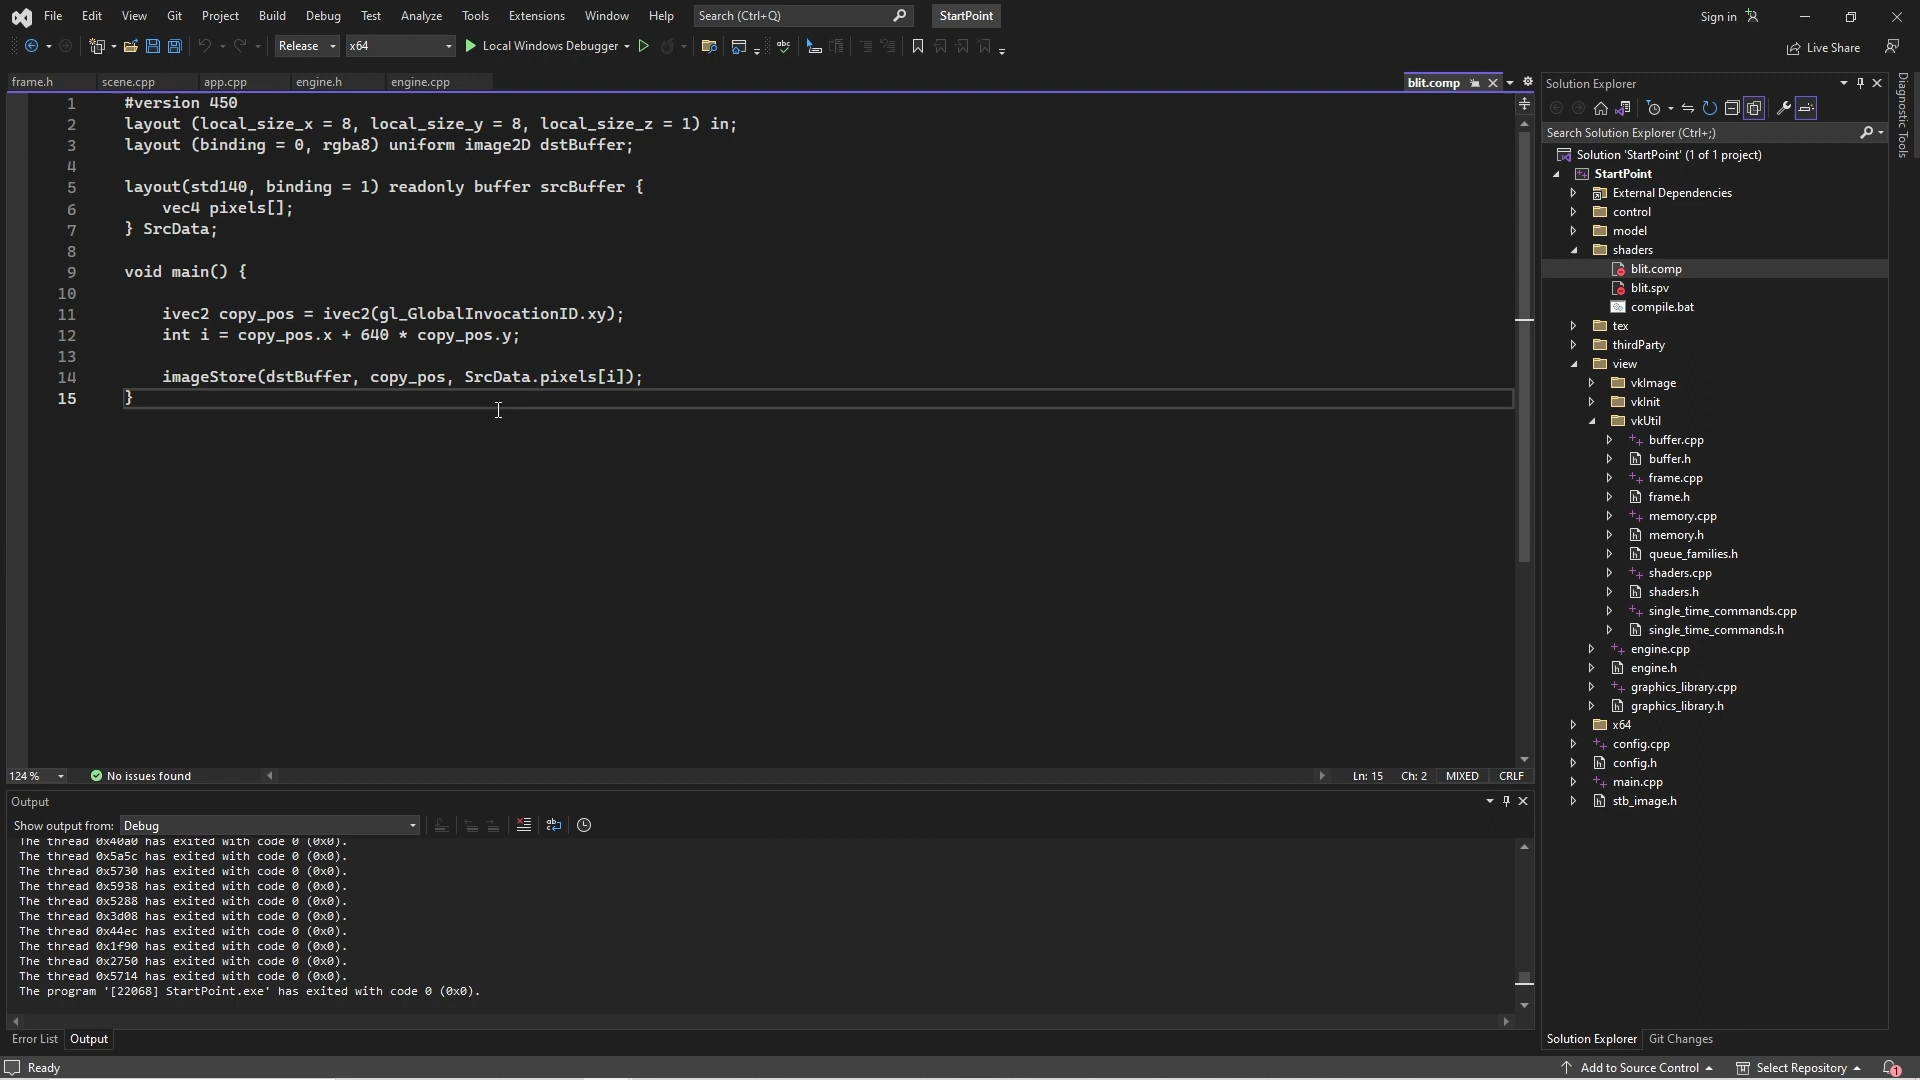 File Edit View Git Project Build Debug Test Analyze Tools Extensions Window Help Search (Ctrl+Q) StartPoint Sign in
Release x64 Local Windows Debugger Live Share
frame.h scene.cpp app.cpp engine.h engine.cpp blit.comp
1 #version 450
2 layout (local_size_x = 8, local_size_y = 8, local_size_z = 1) in;
3 layout (binding = 0, rgba8) uniform image2D dstBuffer;
4
5 layout(std140, binding = 1) readonly buffer srcBuffer {
6 vec4 pixels[];
7 } SrcData;
8
9 void main() {
10
11 ivec2 copy_pos = ivec2(gl_GlobalInvocationID.xy);
12 int i = copy_pos.x + 640 * copy_pos.y;
13
14 imageStore(dstBuffer, copy_pos, SrcData.pixels[i]);
15 }
124 % No issues found Ln: 15 Ch: 2 MIXED CRLF
Output
Show output from: Debug
The thread 0x40a0 has exited with code 0 (0x0).
The thread 0x5a5c has exited with code 0 (0x0).
The thread 0x5730 has exited with code 0 (0x0).
The thread 0x5938 has exited with code 0 (0x0).
The thread 0x5288 has exited with code 0 (0x0).
The thread 0x3d08 has exited with code 0 (0x0).
The thread 0x44ec has exited with code 0 (0x0).
The thread 0x1f90 has exited with code 0 (0x0).
The thread 0x2750 has exited with code 0 (0x0).
The thread 0x5714 has exited with code 0 (0x0).
The program '[22068] StartPoint.exe' has exited with code 0 (0x0).
Error List Output
Solution Explorer
Search Solution Explorer (Ctrl+;)
Solution 'StartPoint' (1 of 1 project)
StartPoint
External Dependencies
control
model
shaders
blit.comp
blit.spv
compile.bat
tex
thirdParty
view
vkImage
vkInit
vkUtil
buffer.cpp
buffer.h
frame.cpp
frame.h
memory.cpp
memory.h
queue_families.h
shaders.cpp
shaders.h
single_time_commands.cpp
single_time_commands.h
engine.cpp
engine.h
graphics_library.cpp
graphics_library.h
x64
config.cpp
config.h
main.cpp
stb_image.h
Solution Explorer Git Changes
Diagnostic Tools
Ready Add to Source Control Select Repository 1